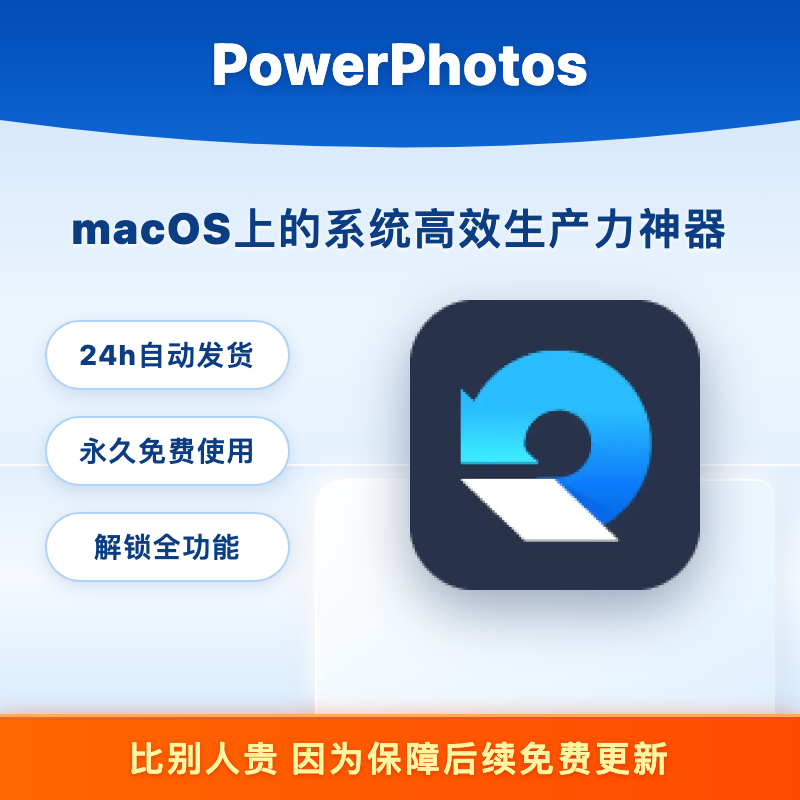 PowerPhotos
macOS上的系统高效生产力神器
24h自动发货
永久免费使用
解锁全功能
比别人贵 因为保障后续免费更新